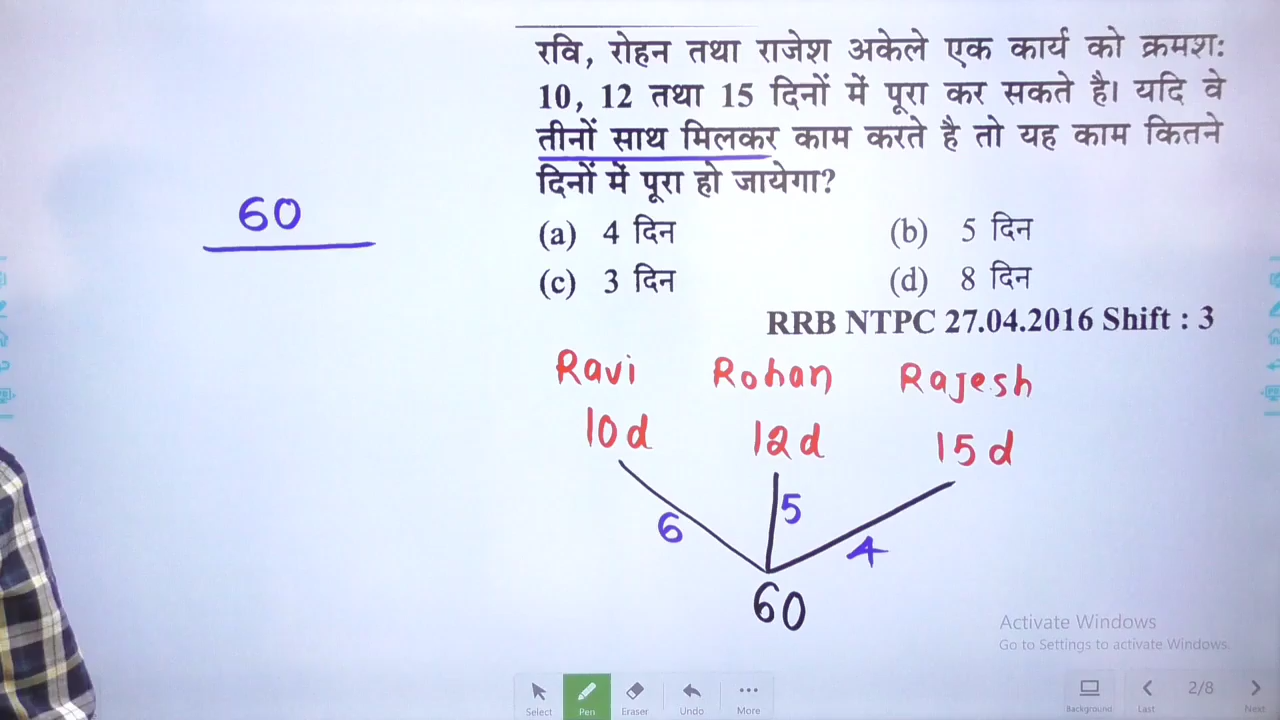 रवि, रोहन तथा राजेश अकेले एक कार्य को क्रमशः
10, 12 तथा 15 दिनों में पूरा कर सकते है। यदि वे
तीनों साथ मिलकर काम करते है तो यह काम कितने
दिनों में पूरा हो जायेगा?
(a) 4 दिन (b) 5 दिन
(c) 3 दिन (d) 8 दिन
RRB NTPC 27.04.2016 Shift : 3
60
Ravi Rohan Rajesh
10d 12d 15d
6 5 4
60
Activate Windows
Go to Settings to activate Windows.
Select Pen Eraser Undo More Background Last 2/8 Next